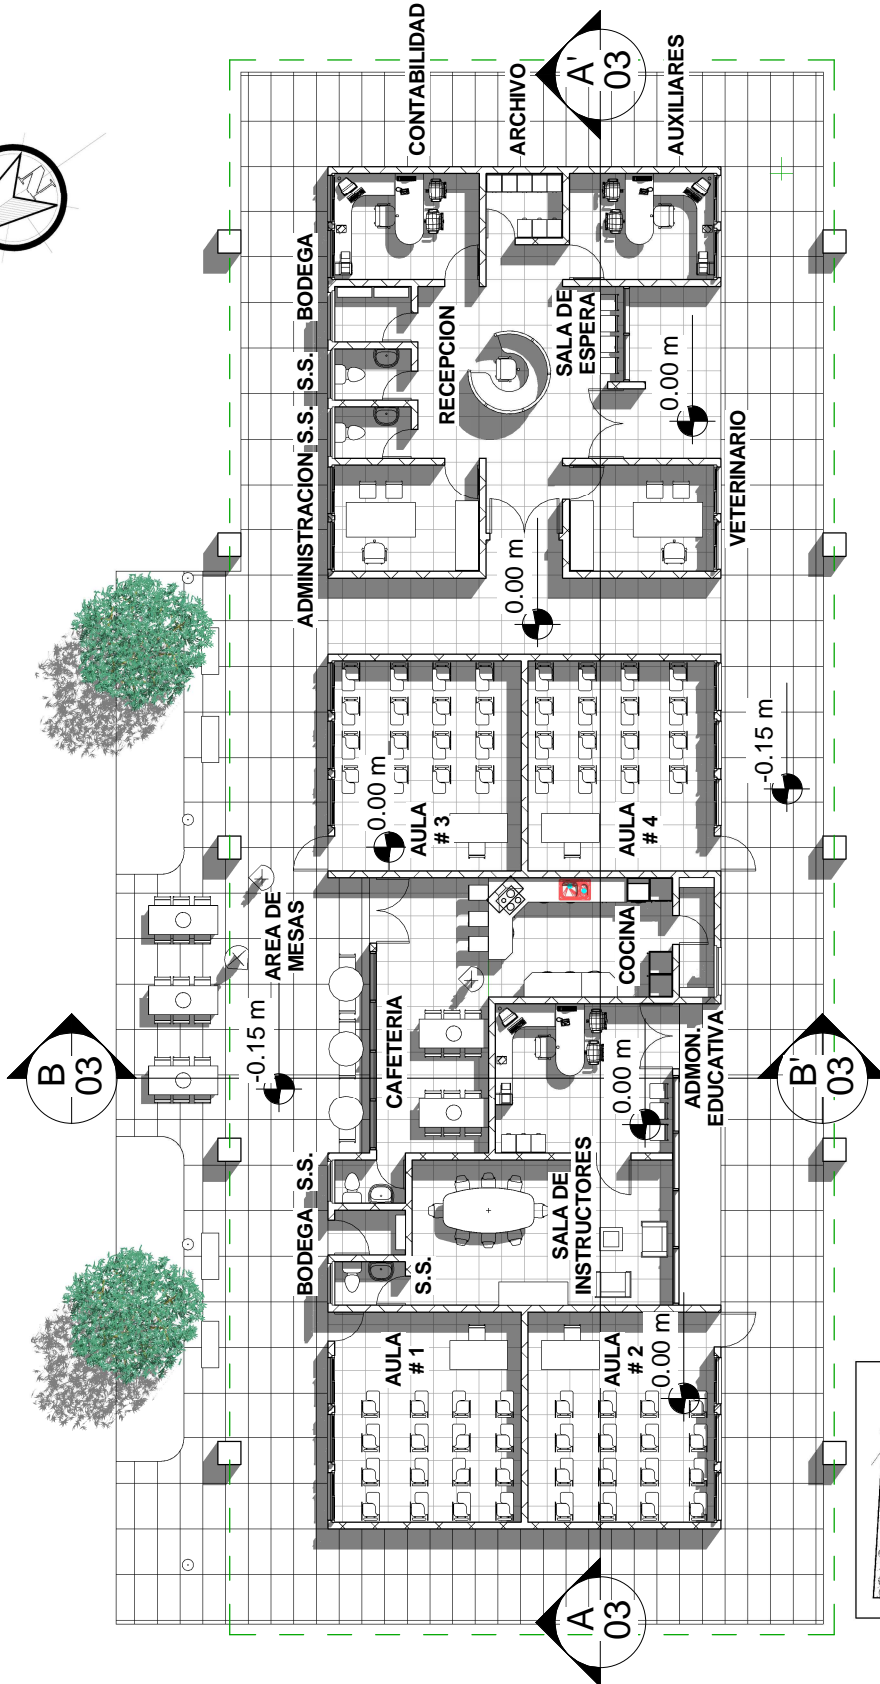 N
B
03
-0.15 m
AREA DE
MESAS
BODEGA S.S.
ADMINISTRACION S.S. S.S. BODEGA
CAFETERIA
0.00 m
AULA
# 1
S.S.
AULA
# 3
RECEPCION
CONTABILIDAD
0.00 m
ARCHIVO
SALA DE
INSTRUCTORES
SALA DE
ESPERA
A
03
AULA
# 2
0.00 m
0.00 m
COCINA
AULA
# 4
0.00 m
AUXILIARES
A'
03
ADMON.
EDUCATIVA
VETERINARIO
-0.15 m
B'
03